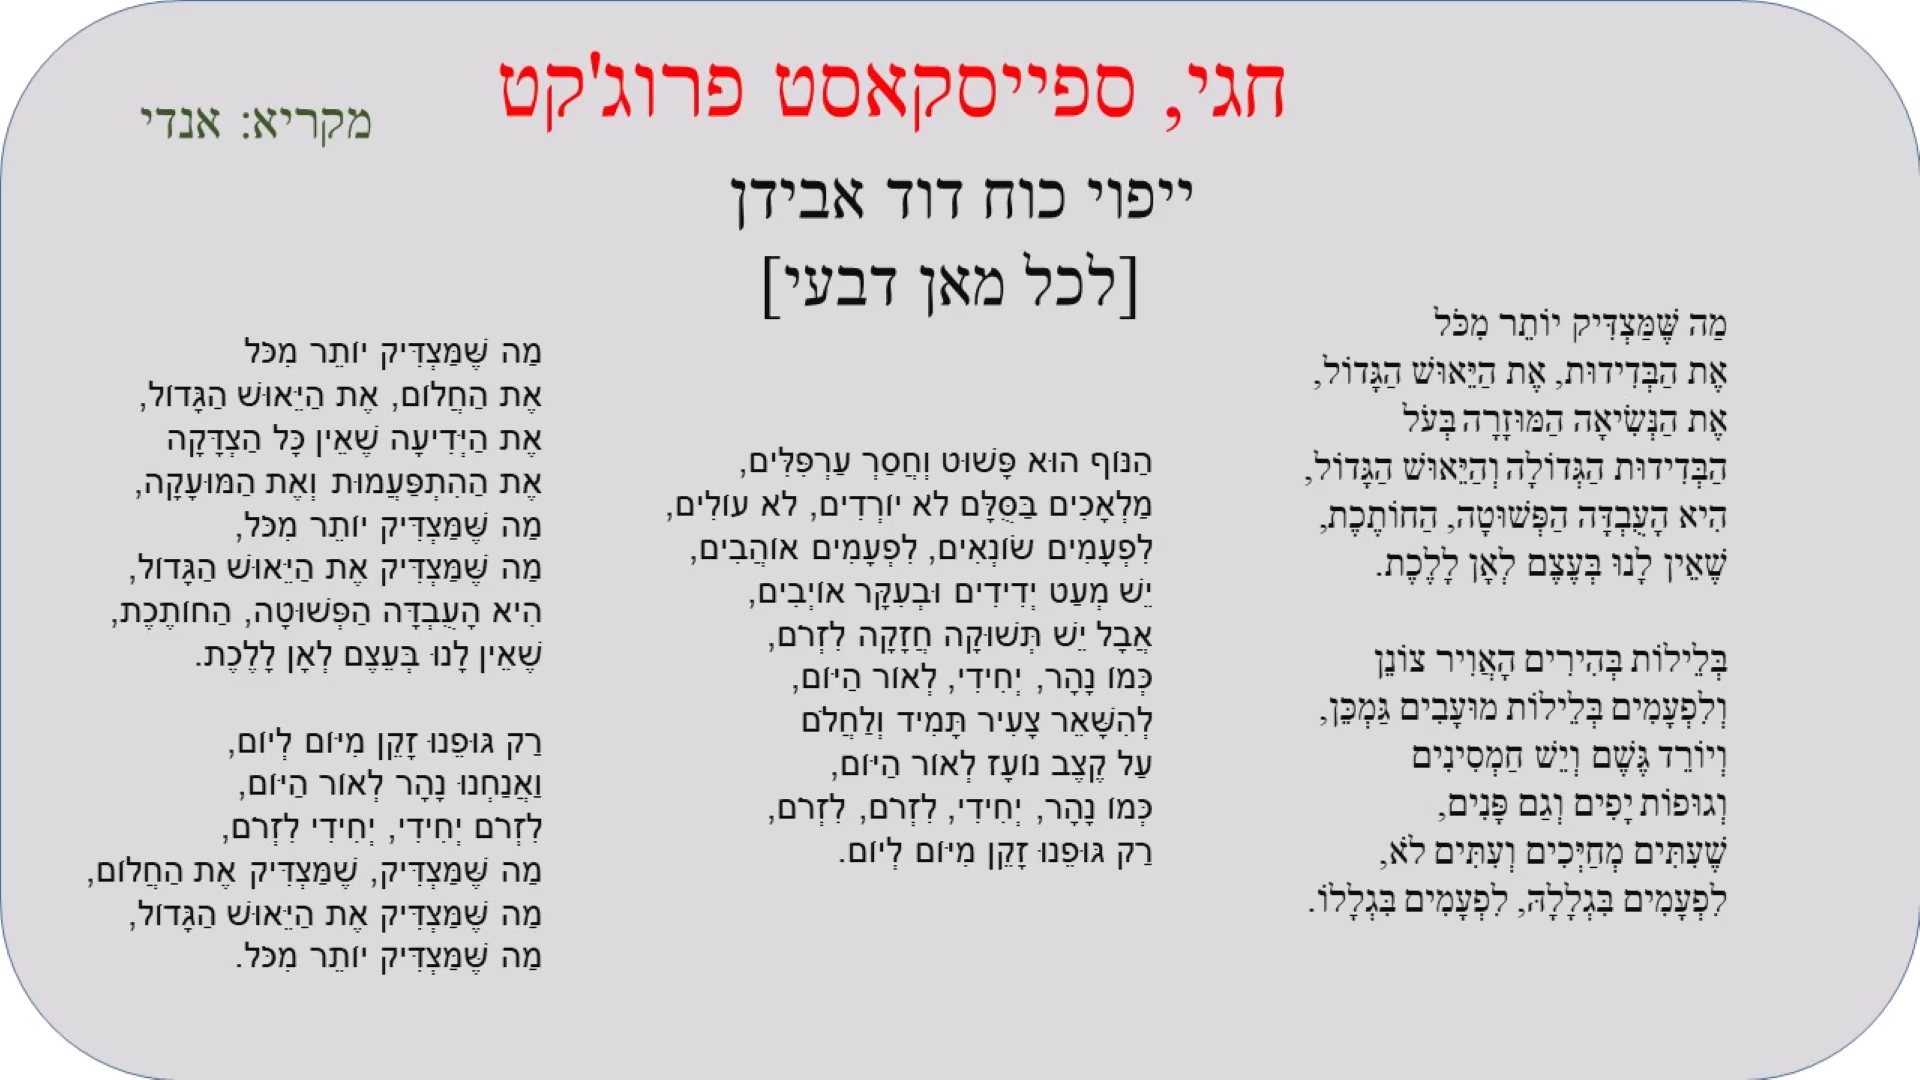 חגי, ספייסקאסט פרוג'קט
מקריא: אנדי
ייפוי כוח דוד אבידן
[לכל מאן דבעי]
מַה שֶּׁמַּצְדִּיק יוֹתֵר מִכֹּל
אֶת הַבְּדִידוּת, אֶת הַיֵּאוּשׁ הַגָּדוֹל,
אֶת הַנְּשִׂיאָה הַמּוּזָרָה בְּעֹל
הַבְּדִידוּת הַגְּדוֹלָה וְהַיֵּאוּשׁ הַגָּדוֹל,
הִיא הָעֻבְדָּה הַפְּשׁוּטָה, הַחוֹתֶכֶת,
שֶׁאֵין לָנוּ בְּעֶצֶם לְאָן לָלֶכֶת.
בְּלֵילוֹת בְּהִירִים הָאֲוִיר צוֹנֵן
וְלִפְעָמִים בְּלֵילוֹת מוּעָבִים גַּמְכֵּן,
וְיוֹרֵד גֶּשֶׁם וְיֵשׁ חַמְסִינִים
וְגוּפוֹת יָפִים וְגַם פָּנִים,
שֶׁעִתִּים מְחַיְּכִים וְעִתִּים לֹא,
לִפְעָמִים בִּגְלָלָהּ, לִפְעָמִים בִּגְלָלוֹ.
הַנּוֹף הוּא פָּשׁוּט וְחֲסַר עַרְפִלִּים,
מַלְאָכִים בַּסֻּלָּם לֹא יוֹרְדִים, לֹא עוֹלִים,
לִפְעָמִים שׂוֹנְאִים, לִפְעָמִים אוֹהֲבִים,
יֵשׁ מְעַט יְדִידִים וּבְעִקָּר אוֹיְבִים,
אֲבָל יֵשׁ תְּשׁוּקָה חֲזָקָה לִזְרֹם,
כְּמוֹ נָהָר, יְחִידִי, לְאוֹר הַיּוֹם,
לְהִשָּׁאֵר צָעִיר תָּמִיד וְלַחֲלֹם
עַל קֶצֶב נוֹעָז לְאוֹר הַיּוֹם,
כְּמוֹ נָהָר, יְחִידִי, לִזְרֹם, לִזְרֹם,
רַק גּוּפֵנוּ זָקֵן מִיּוֹם לְיוֹם.
מַה שֶּׁמַּצְדִּיק יוֹתֵר מִכֹּל
אֶת הַחֲלוֹם, אֶת הַיֵּאוּשׁ הַגָּדוֹל,
אֶת הַיְּדִיעָה שֶׁאֵין כָּל הַצְדָּקָה
אֶת הַהִתְפַּעֲמוּת וְאֶת הַמּוּעָקָה,
מַה שֶּׁמַּצְדִּיק יוֹתֵר מִכֹּל,
מַה שֶּׁמַּצְדִּיק אֶת הַיֵּאוּשׁ הַגָּדוֹל,
הִיא הָעֻבְדָּה הַפְּשׁוּטָה, הַחוֹתֶכֶת,
שֶׁאֵין לָנוּ בְּעֵצֶם לְאָן לָלֶכֶת.
רַק גּוּפֵנוּ זָקֵן מִיּוֹם לְיוֹם,
וַאֲנַחְנוּ נָהָר לְאוֹר הַיּוֹם,
לִזְרֹם יְחִידִי, יְחִידִי לִזְרֹם,
מַה שֶּׁמַּצְדִּיק, שֶׁמַּצְדִּיק אֶת הַחֲלוֹם,
מַה שֶּׁמַּצְדִּיק אֶת הַיֵּאוּשׁ הַגָּדוֹל,
מַה שֶּׁמַּצְדִּיק יוֹתֵר מִכֹּל.